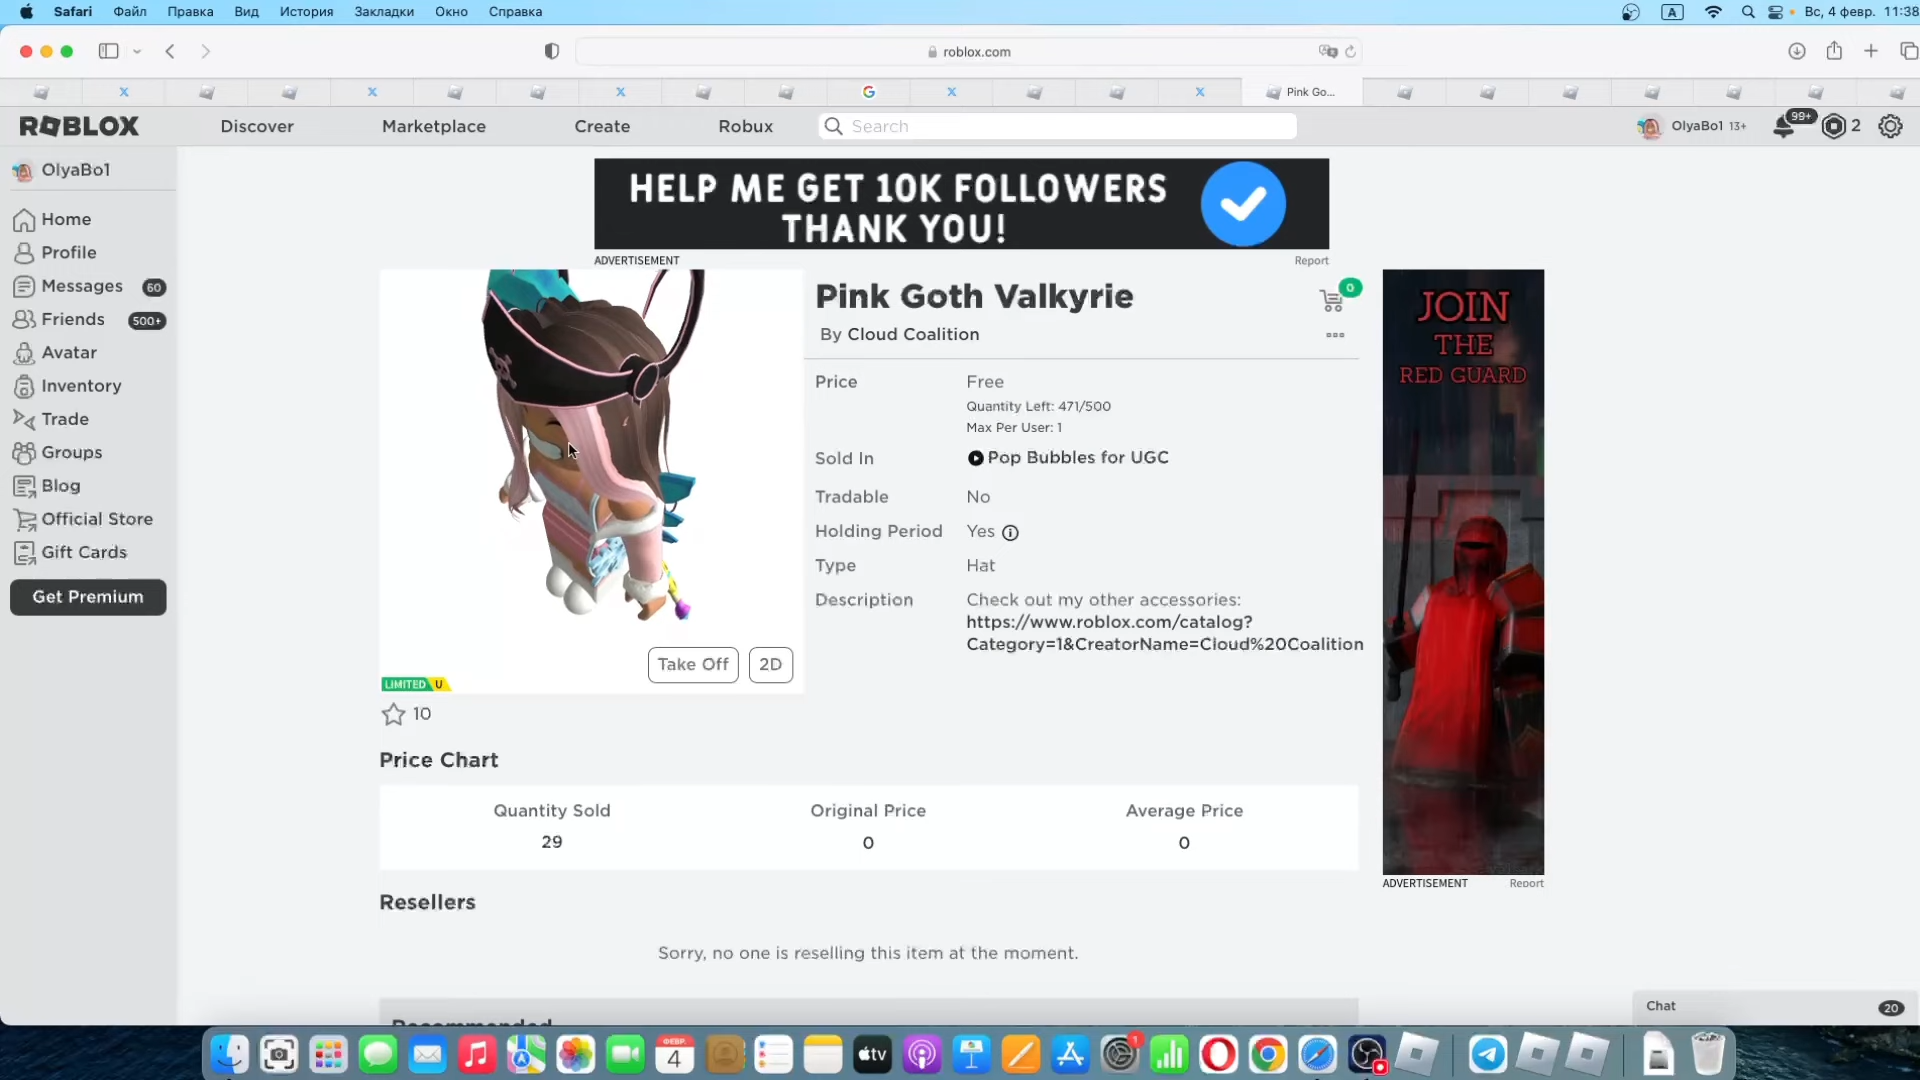 Safari Файл Правка Вид История Закладки Окно Справка
A Вс, 4 февр. 11:38
roblox.com
Pink Go...
ROBLOX Discover Marketplace Create Robux Search OlyaBo1 13+ 99+ 2
OlyaBo1
Home
Profile
Messages 60
Friends 500+
Avatar
Inventory
Trade
Groups
Blog
Official Store
Gift Cards
Get Premium
HELP ME GET 10K FOLLOWERS
THANK YOU!
ADVERTISEMENT Report
Pink Goth Valkyrie
0
By Cloud Coalition
Price Free
Quantity Left: 471/500
Max Per User: 1
Sold In Pop Bubbles for UGC
Tradable No
Holding Period Yes
Type Hat
Description Check out my other accessories:
https://www.roblox.com/catalog?
Category=1&CreatorName=Cloud%20Coalition
Take Off 2D
LIMITED U
10
JOIN
THE
RED GUARD
ADVERTISEMENT Report
Price Chart
Quantity Sold Original Price Average Price
29 0 0
Resellers
Sorry, no one is reselling this item at the moment.
Recommended
Chat 20
ФЕВР.
4
tv
1